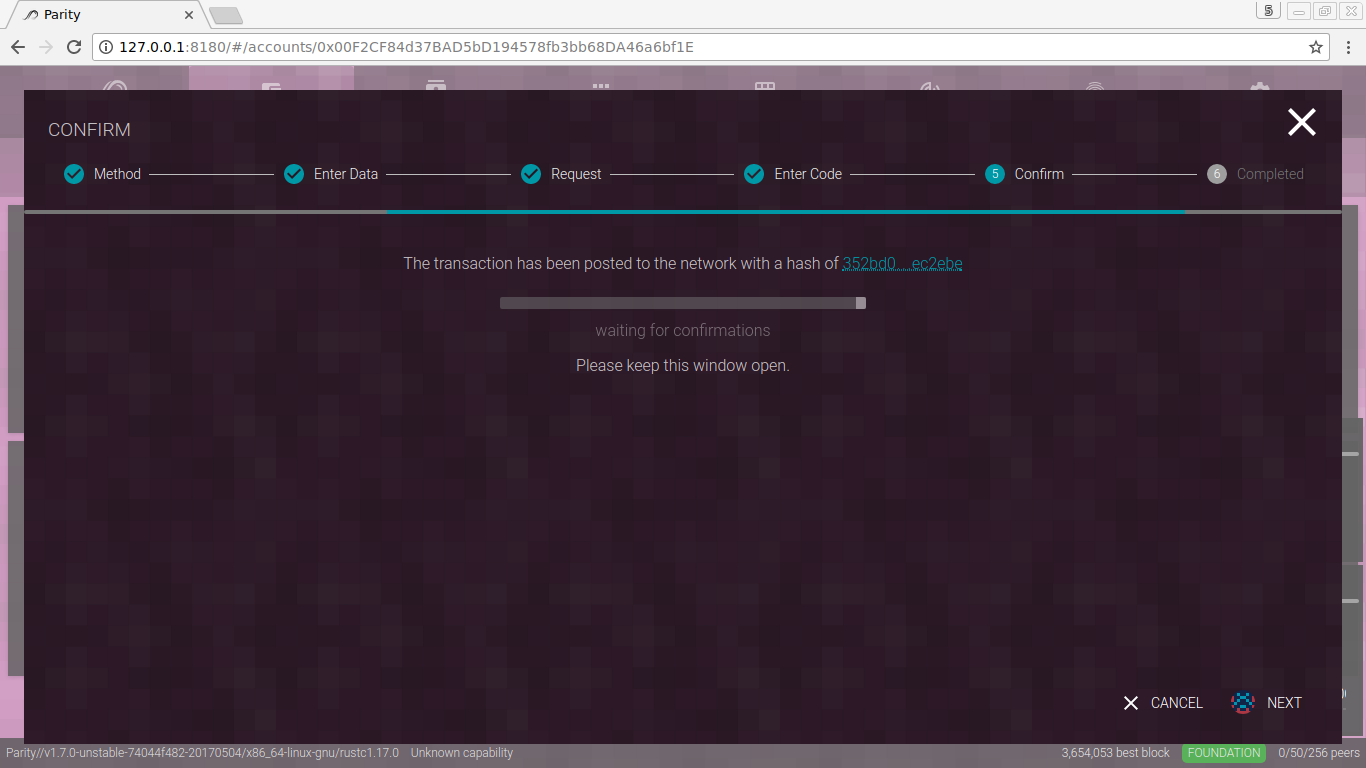 Parity
5
127.0.0.1:8180/#/accounts/0x00F2CF84d37BAD5bD194578fb3bb68DA46a6bf1E
CONFIRM
Method Enter Data Request Enter Code 5 Confirm 6 Completed
The transaction has been posted to the network with a hash of 352bd0...ec2ebe
waiting for confirmations
Please keep this window open.
CANCEL NEXT
Parity//v1.7.0-unstable-74044f482-20170504/x86_64-linux-gnu/rustc1.17.0 Unknown capability 3,654,053 best block FOUNDATION 0/50/256 peers